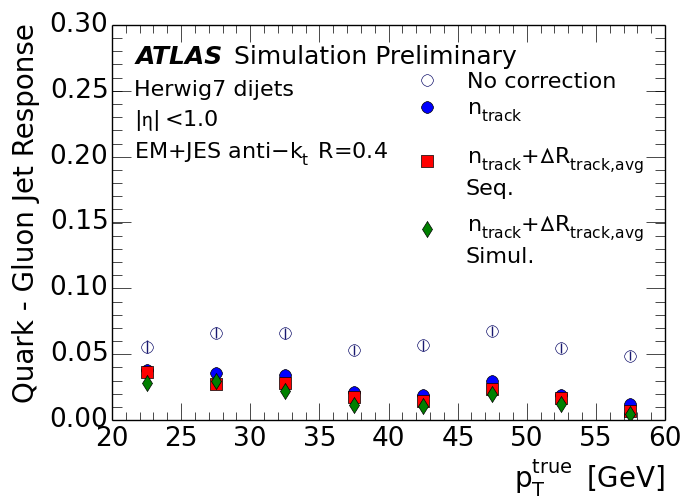 Quark - Gluon Jet Response
0.30
0.25
0.20
0.15
0.10
0.05
0.00
ATLAS Simulation Preliminary
Herwig7 dijets
|η| <1.0
EM+JES anti−kt R=0.4
No correction
ntrack
ntrack+ΔRtrack,avg
Seq.
ntrack+ΔRtrack,avg
Simul.
20 25 30 35 40 45 50 55 60
pTtrue [GeV]